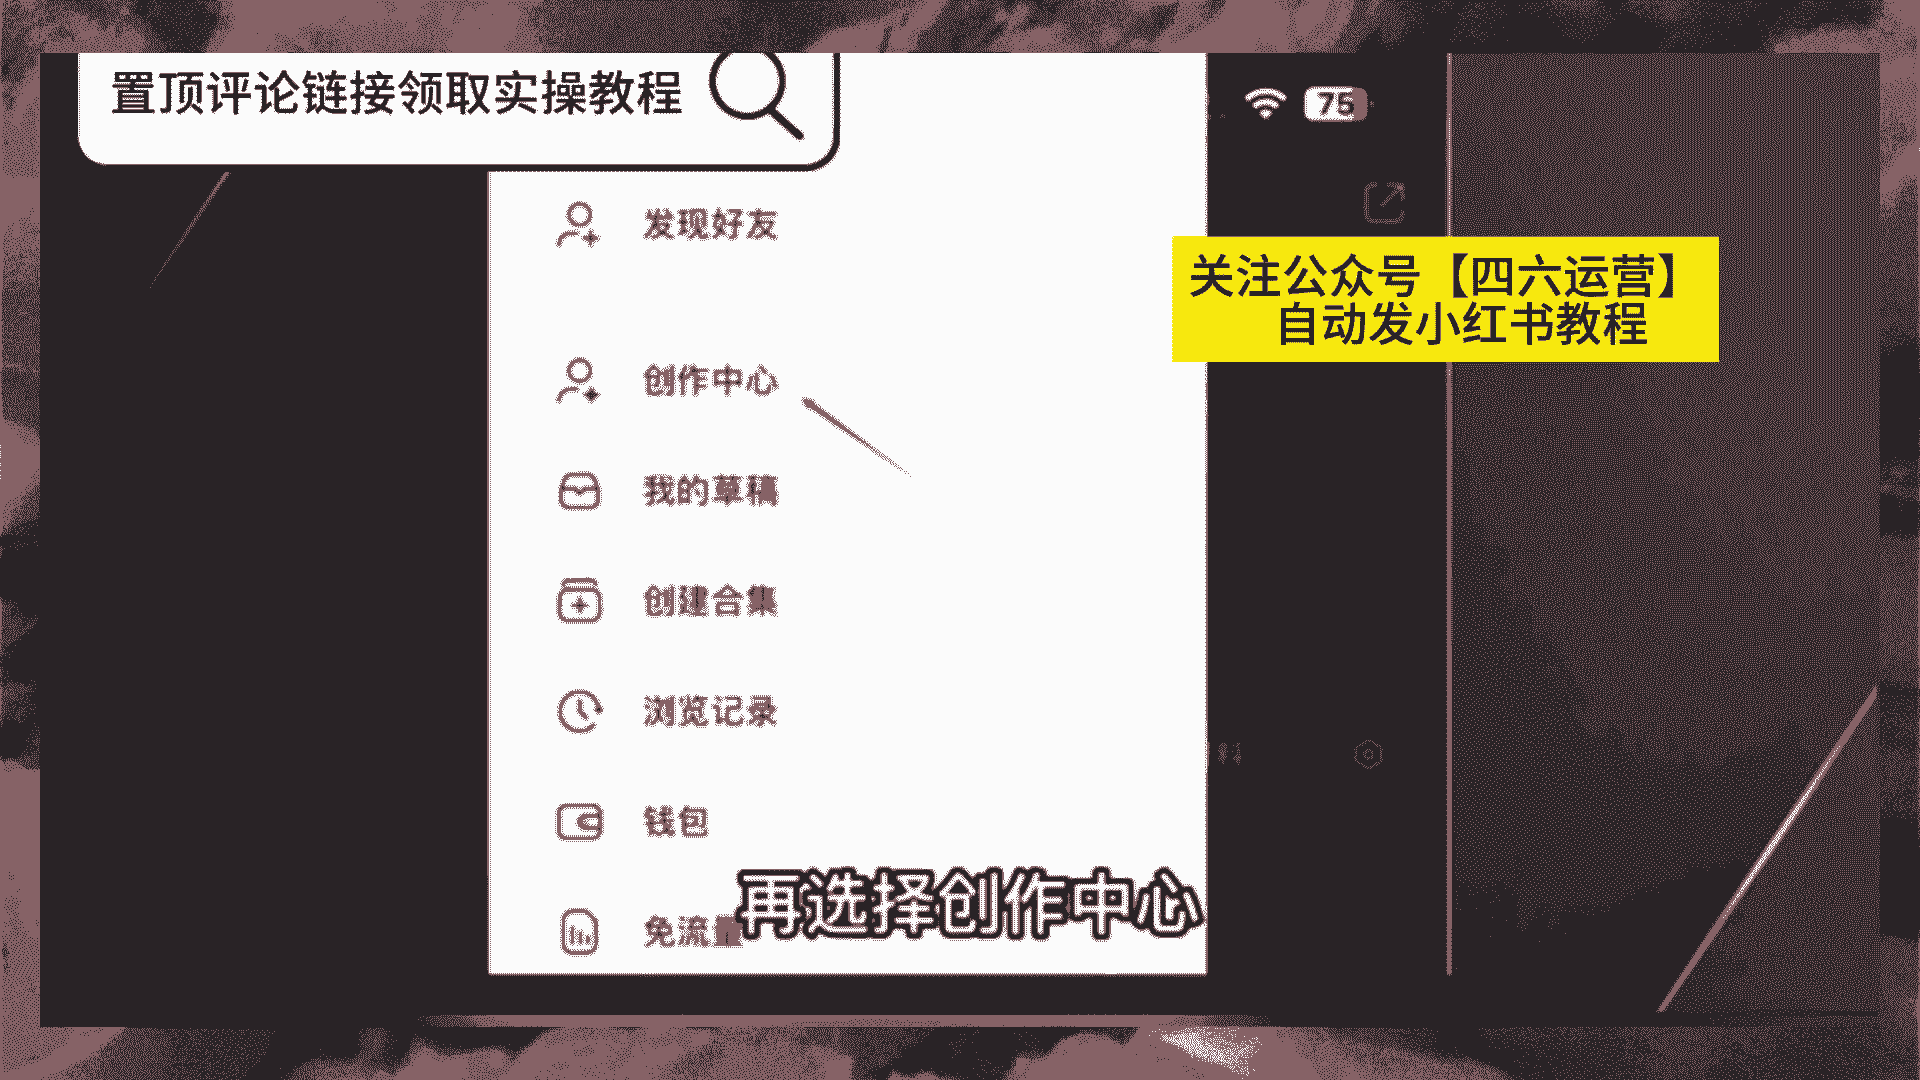 置顶评论链接领取实操教程
75
发现好友
关注公众号【四六运营】
自动发小红书教程
创作中心
我的草稿
创建合集
浏览记录
钱包
免流量
再选择创作中心